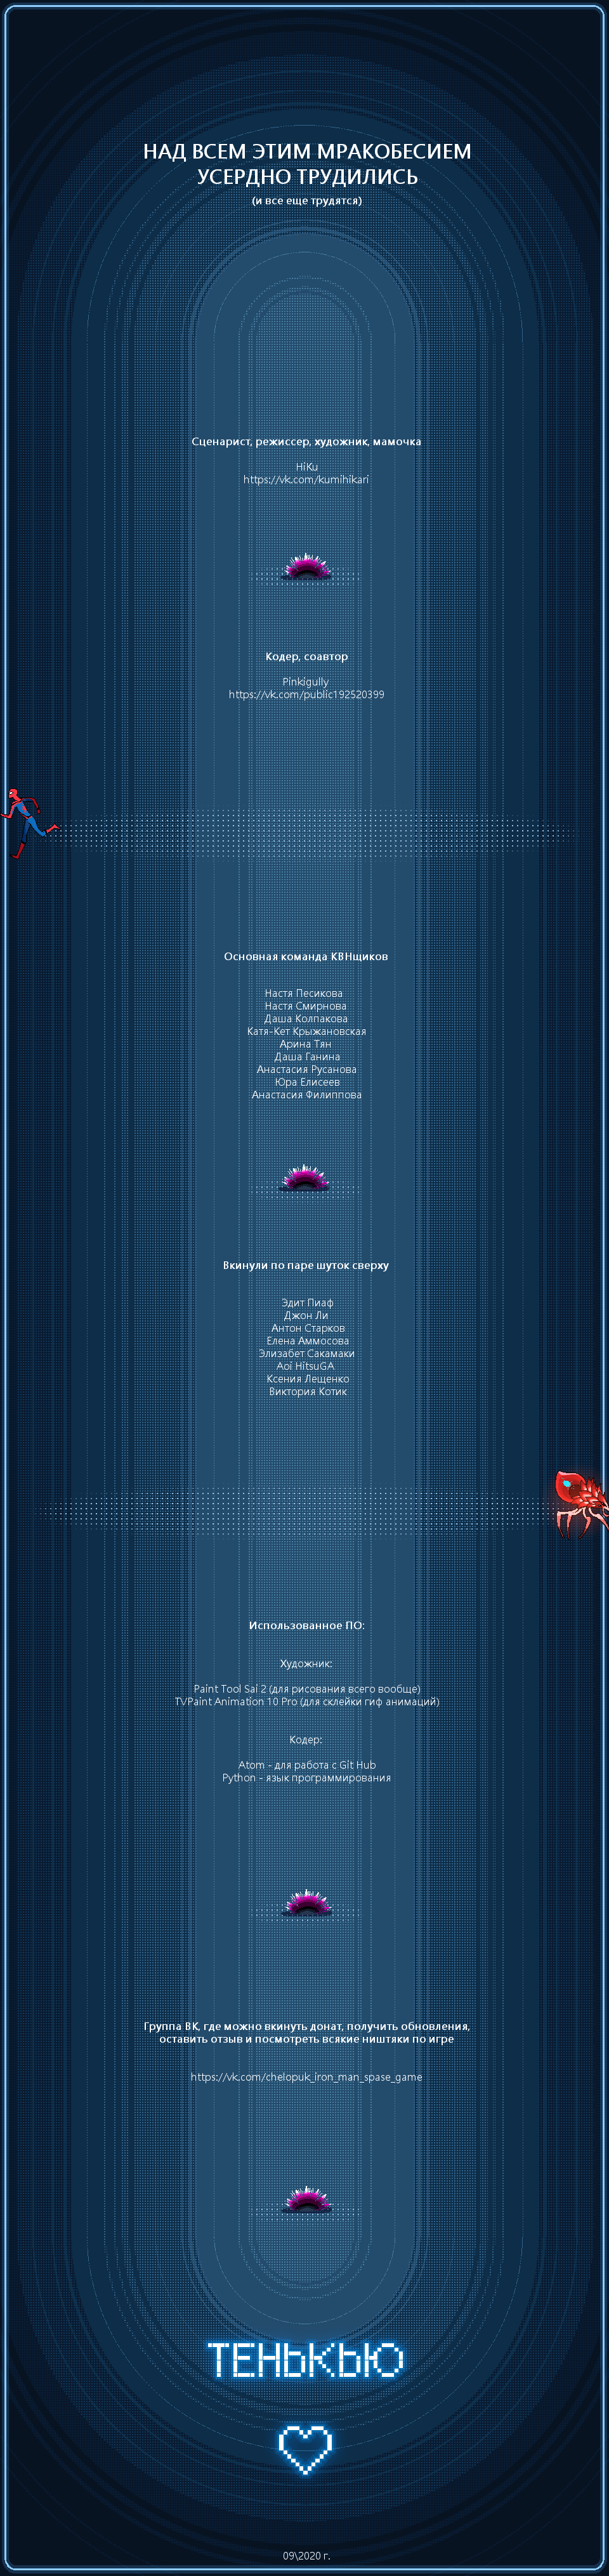 НАД ВСЕМ ЭТИМ МРАКОБЕСИЕМ
УСЕРДНО ТРУДИЛИСЬ
(и все еще трудятся)
Сценарист, режиссер, художник, мамочка
HiKu
https://vk.com/kumihikari
Кодер, соавтор
Pinkigully
https://vk.com/public192520399
Основная команда КВНщиков
Настя Песикова
Настя Смирнова
Даша Колпакова
Катя-Кет Крыжановская
Арина Тян
Даша Ганина
Анастасия Русанова
Юра Елисеев
Анастасия Филиппова
Вкинули по паре шуток сверху
Эдит Пиаф
Джон Ли
Антон Старков
Елена Аммосова
Элизабет Сакамаки
Aoi HitsuGA
Ксения Лещенко
Виктория Котик
Использованное ПО:
Художник:
Paint Tool Sai 2 (для рисования всего вообще)
TVPaint Animation 10 Pro (для склейки гиф анимаций)
Кодер:
Atom - для работа с Git Hub
Python - язык программирования
Группа ВК, где можно вкинуть донат, получить обновления,
оставить отзыв и посмотреть всякие ништяки по игре
https://vk.com/chelopuk_iron_man_spase_game
ТЕНЬКЬЮ
09\2020 г.